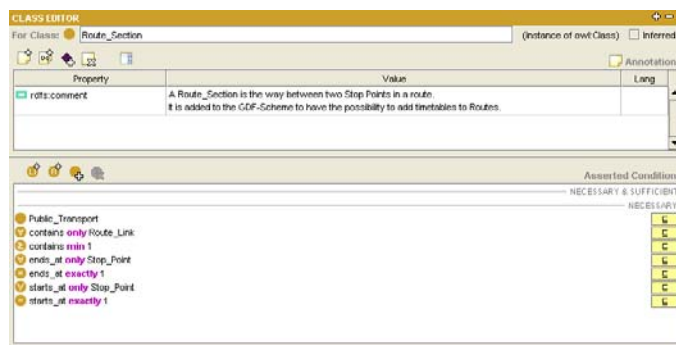 CLASS EDITOR
For Class: Route_Section (instance of owl:Class) Inferred
Annotation
Property Value Lang
rdfs:comment A Route_Section is the way between two Stop Points in a route.
It is added to the GDF-Scheme to have the possibility to add timetables to Routes.
Asserted Condition
NECESSARY & SUFFICIENT
NECESSARY
Public_Transport
contains only Route_Link
contains min 1
ends_at only Stop_Point
ends_at exactly 1
starts_at only Stop_Point
starts_at exactly 1